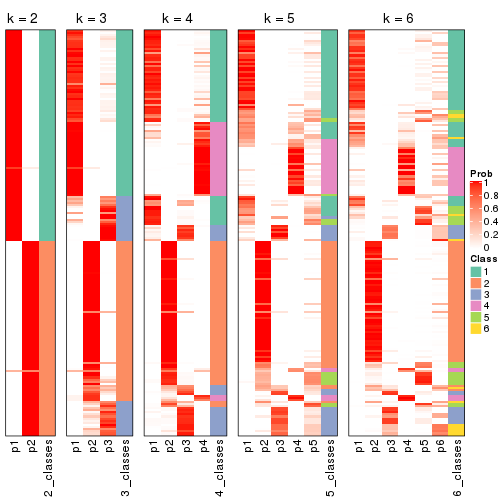 k = 2
k = 3
k = 4
k = 5
k = 6
p1
p2
2_classes
p1
p2
p3
3_classes
p1
p2
p3
p4
4_classes
p1
p2
p3
p4
p5
5_classes
p1
p2
p3
p4
p5
p6
6_classes
Prob
1
0.8
0.6
0.4
0.2
0
Class
1
2
3
4
5
6